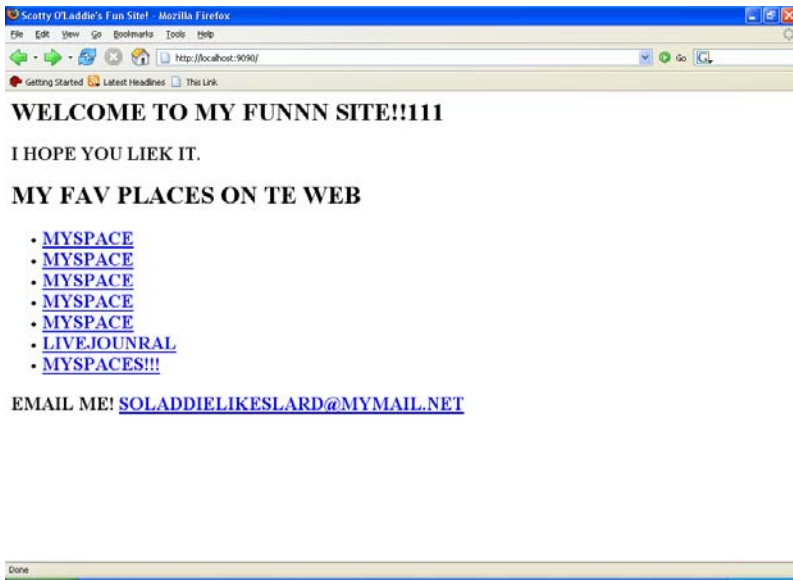 Scotty O'Laddie's Fun Site! - Mozilla Firefox
File Edit View Go Bookmarks Tools Help
http://localhost:9090/ Go G
Getting Started Latest Headlines This Link
WELCOME TO MY FUNNN SITE!!111
I HOPE YOU LIEK IT.
MY FAV PLACES ON TE WEB
• MYSPACE
• MYSPACE
• MYSPACE
• MYSPACE
• MYSPACE
• LIVEJOUNRAL
• MYSPACES!!!
EMAIL ME! SOLADDIELIKESLARD@MYMAIL.NET
Done